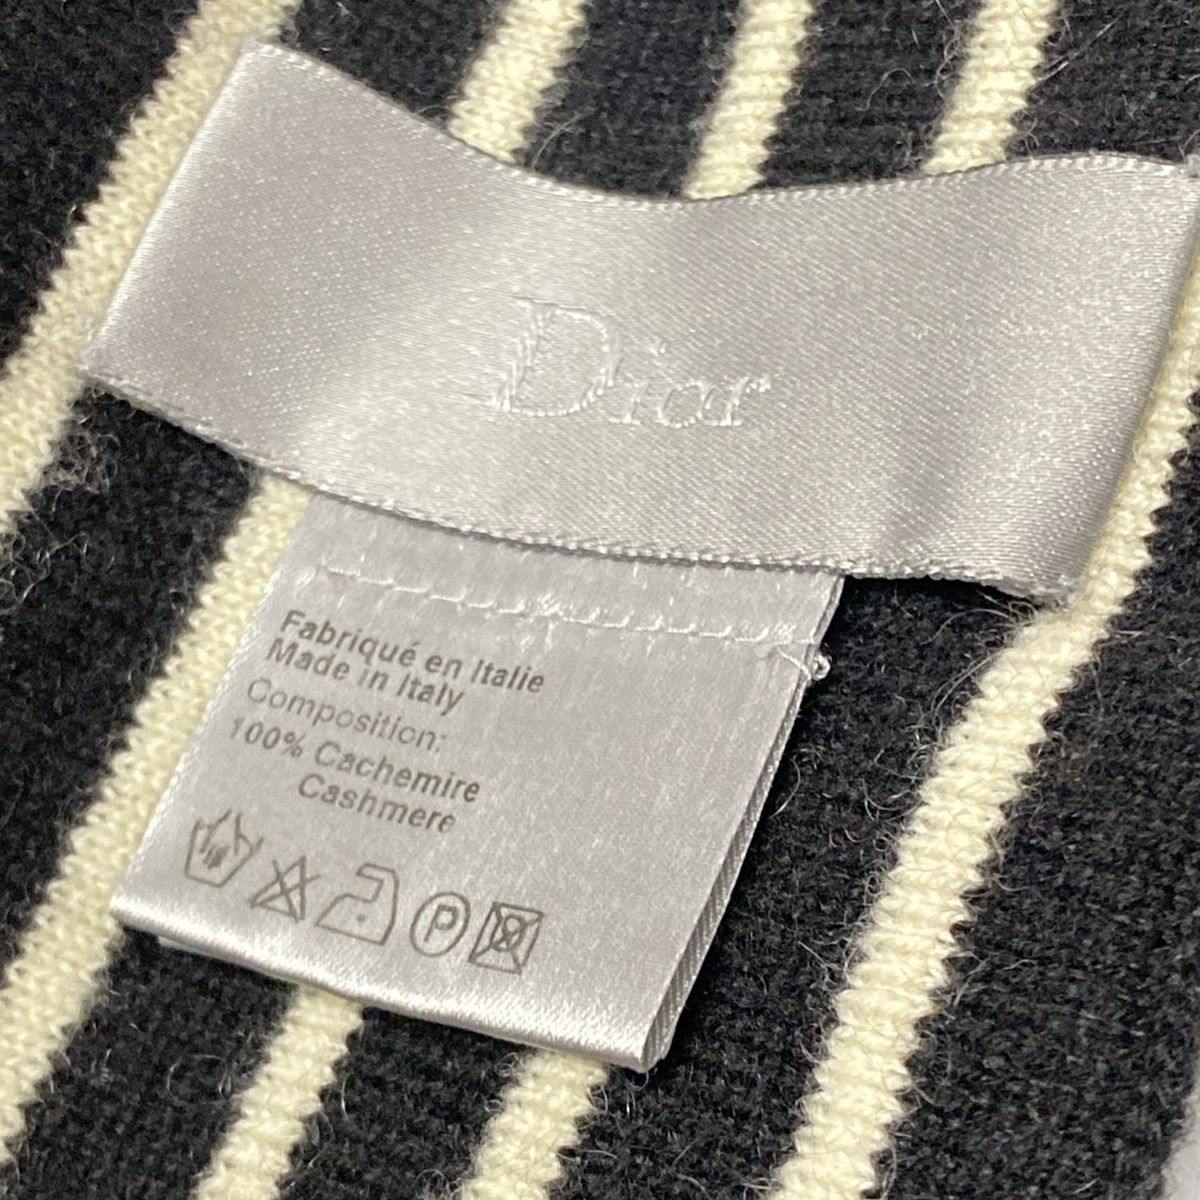 Dior
Fabriqué en Italie
Made in Italy
Composition:
100% Cachemire
Cashmere
P